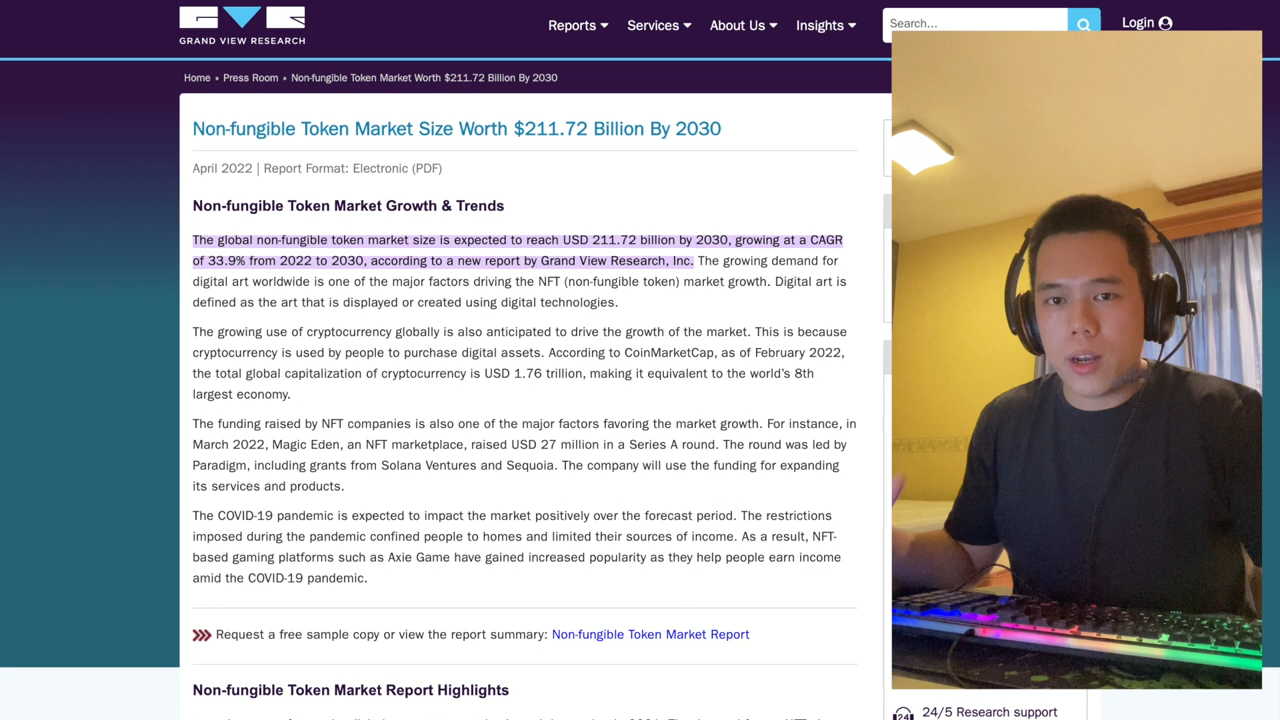 GRAND VIEW RESEARCH
Reports
Services
About Us
Insights
Search...
Login
Home » Press Room » Non-fungible Token Market Worth $211.72 Billion By 2030
Non-fungible Token Market Size Worth $211.72 Billion By 2030
April 2022 | Report Format: Electronic (PDF)
Non-fungible Token Market Growth & Trends
The global non-fungible token market size is expected to reach USD 211.72 billion by 2030, growing at a CAGR
of 33.9% from 2022 to 2030, according to a new report by Grand View Research, Inc. The growing demand for
digital art worldwide is one of the major factors driving the NFT (non-fungible token) market growth. Digital art is
defined as the art that is displayed or created using digital technologies.
The growing use of cryptocurrency globally is also anticipated to drive the growth of the market. This is because
cryptocurrency is used by people to purchase digital assets. According to CoinMarketCap, as of February 2022,
the total global capitalization of cryptocurrency is USD 1.76 trillion, making it equivalent to the world's 8th
largest economy.
The funding raised by NFT companies is also one of the major factors favoring the market growth. For instance, in
March 2022, Magic Eden, an NFT marketplace, raised USD 27 million in a Series A round. The round was led by
Paradigm, including grants from Solana Ventures and Sequoia. The company will use the funding for expanding
its services and products.
The COVID-19 pandemic is expected to impact the market positively over the forecast period. The restrictions
imposed during the pandemic confined people to homes and limited their sources of income. As a result, NFT-
based gaming platforms such as Axie Game have gained increased popularity as they help people earn income
amid the COVID-19 pandemic.
Request a free sample copy or view the report summary: Non-fungible Token Market Report
Non-fungible Token Market Report Highlights
24/5 Research support